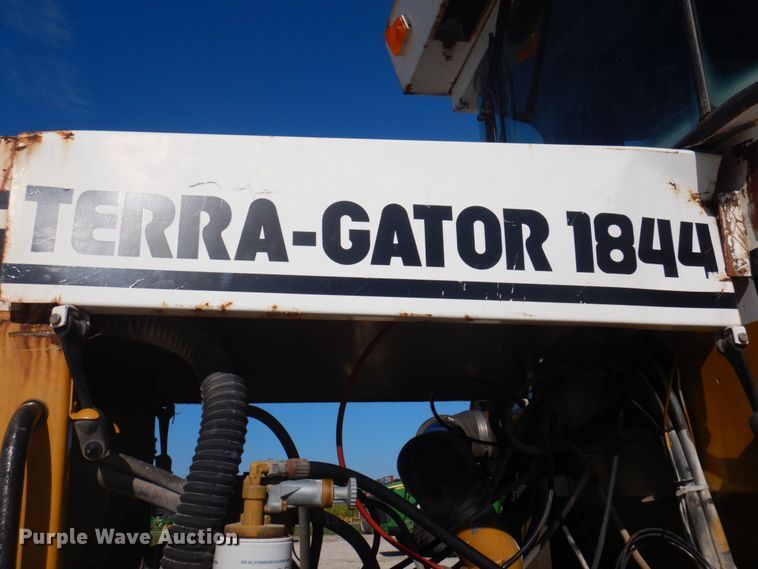 TERRA-GATOR 1844
Purple Wave Auction